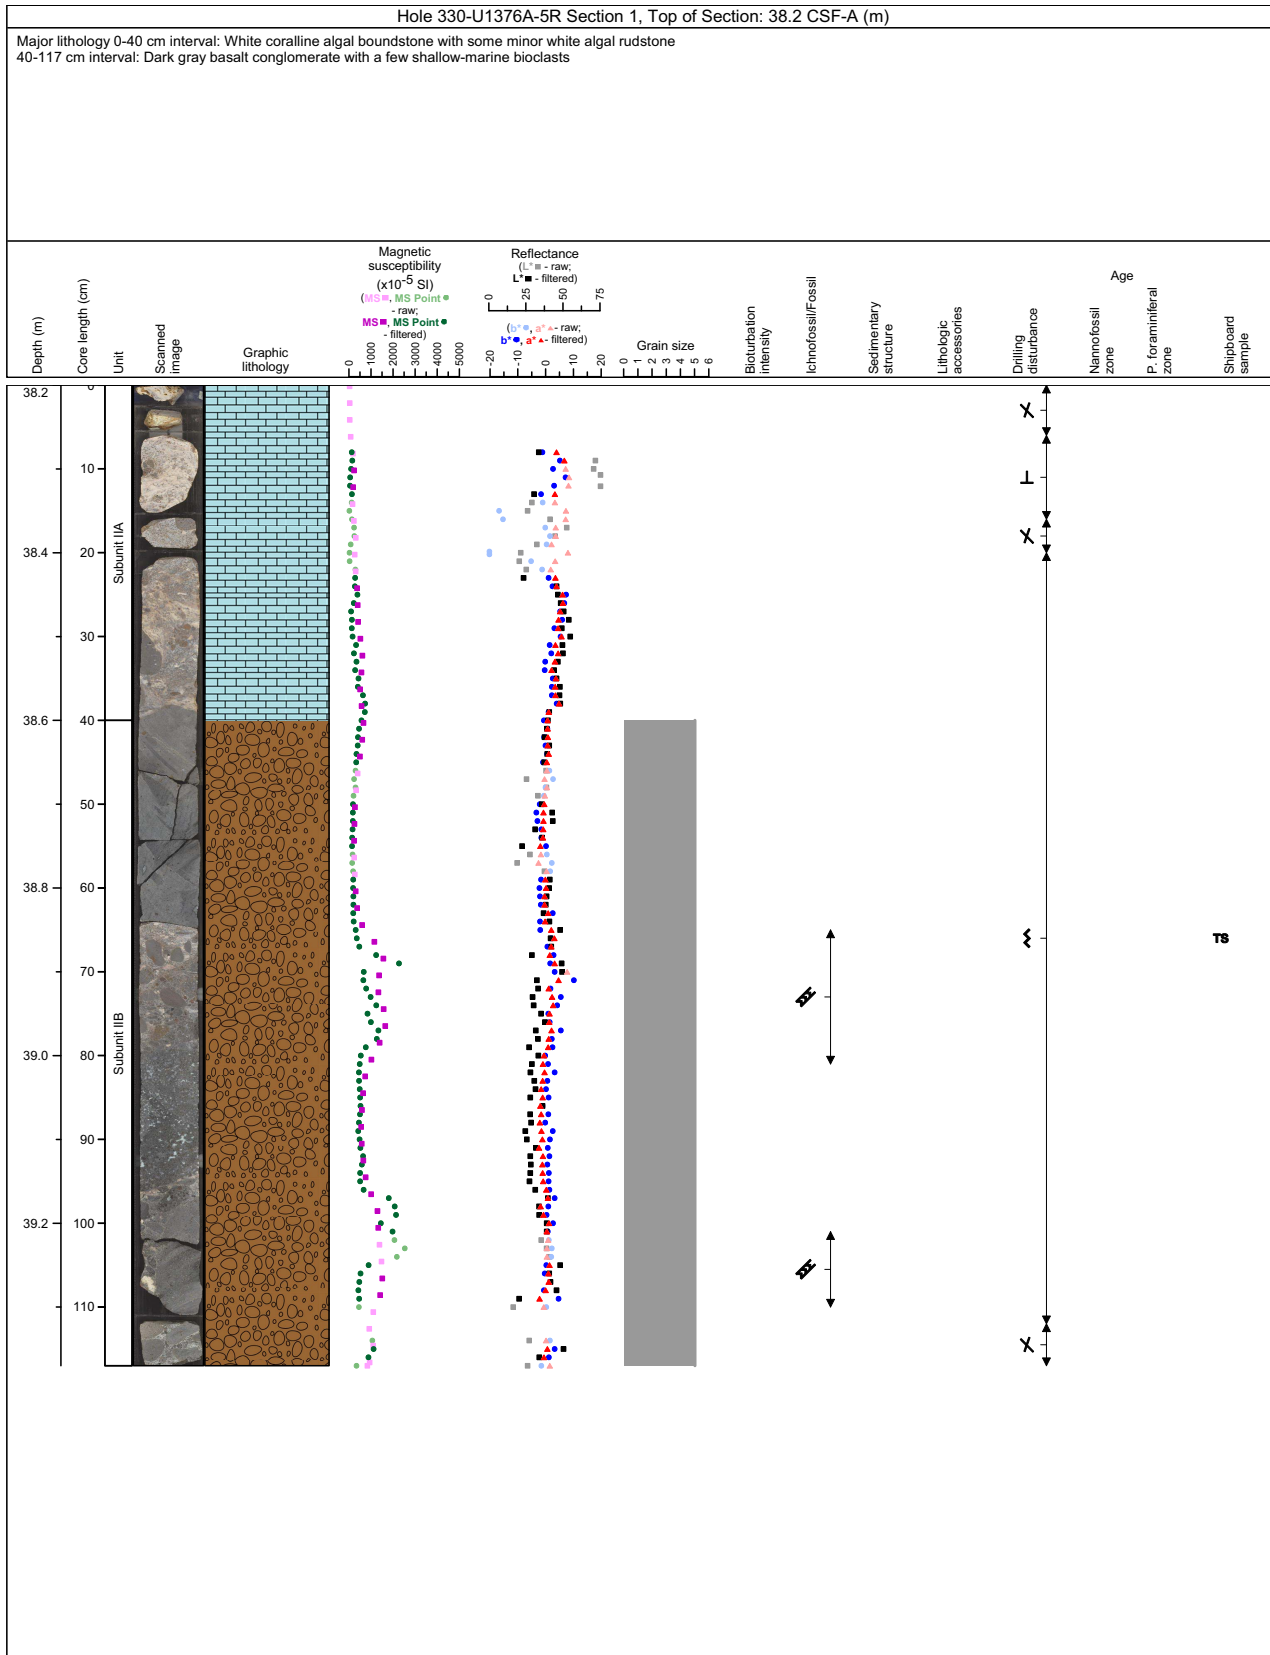 Hole 330-U1376A-5R Section 1, Top of Section: 38.2 CSF-A (m)
Major lithology 0-40 cm interval: White coralline algal boundstone with some minor white algal rudstone
40-117 cm interval: Dark gray basalt conglomerate with a few shallow-marine bioclasts
Depth (m)
Core length (cm)
Unit
Scanned
image
Graphic
lithology
Magnetic
susceptibility
(x10-5 SI)
(MS, MS Point
- raw;
MS, MS Point
- filtered)
0 1000 2000 3000 4000 5000
Reflectance
(L* - raw;
L* - filtered)
0 25 50 75
(b*, a* - raw;
b*, a* - filtered)
-20 -10 0 10 20
Grain size
0 1 2 3 4 5 6
Bioturbation
intensity
Ichnofossil/Fossil
Sedimentary
structure
Lithologic
accessories
Drilling
disturbance
Age
Nannofossil
zone
P. foraminiferal
zone
Shipboard
sample
38.2
38.4
38.6
38.8
39.0
39.2
0
10
20
30
40
50
60
70
80
90
100
110
Subunit IIA
Subunit IIB
TS